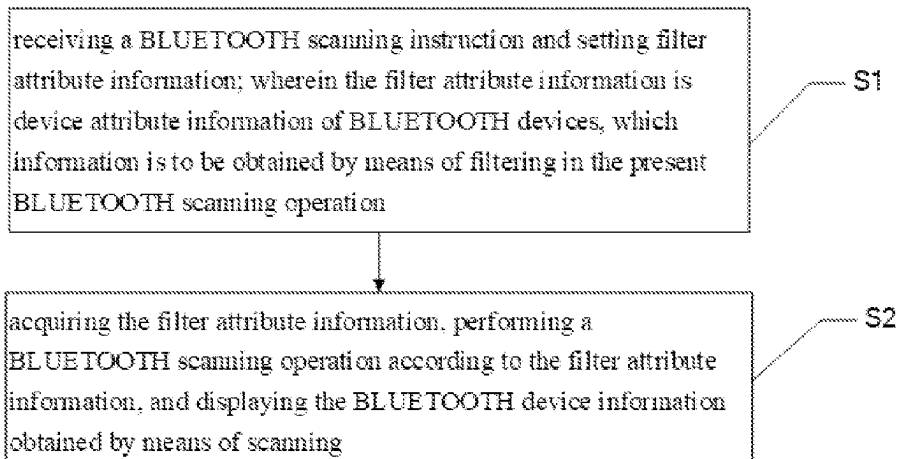 receiving a BLUETOOTH scanning instruction and setting filter
attribute information; wherein the filter attribute information is
device attribute information of BLUETOOTH devices, which
information is to be obtained by means of filtering in the present
BLUETOOTH scanning operation
S1
acquiring the filter attribute information, performing a
BLUETOOTH scanning operation according to the filter attribute
information, and displaying the BLUETOOTH device information
obtained by means of scanning
S2